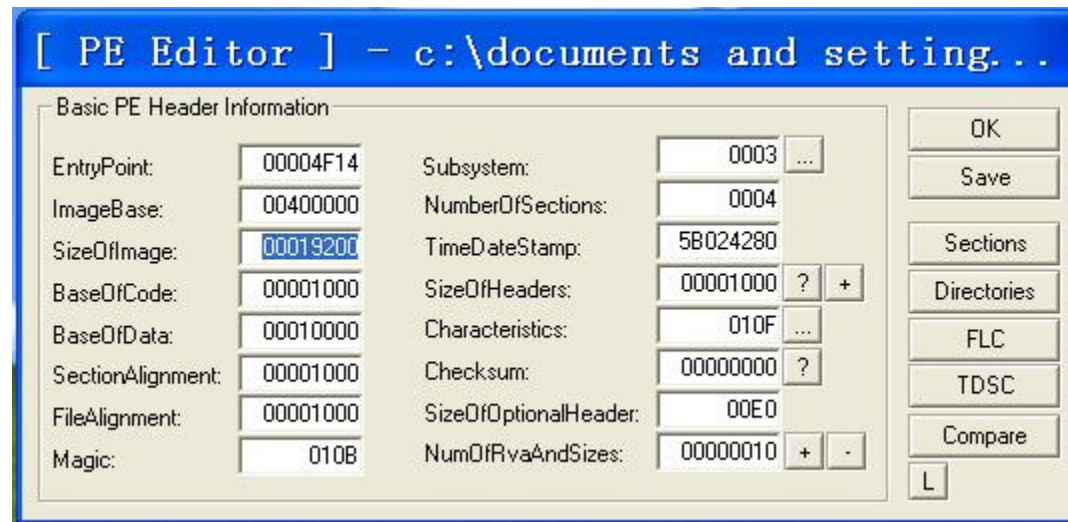 [ PE Editor ] - c:\documents and setting...
Basic PE Header Information
EntryPoint: 00004F14
ImageBase: 00400000
SizeOfImage: 00019200
BaseOfCode: 00001000
BaseOfData: 00010000
SectionAlignment: 00001000
FileAlignment: 00001000
Magic: 010B
Subsystem: 0003 ...
NumberOfSections: 0004
TimeDateStamp: 5B024280
SizeOfHeaders: 00001000 ? +
Characteristics: 010F ...
Checksum: 00000000 ?
SizeOfOptionalHeader: 00E0
NumOfRvaAndSizes: 00000010 + -
OK
Save
Sections
Directories
FLC
TDSC
Compare
L